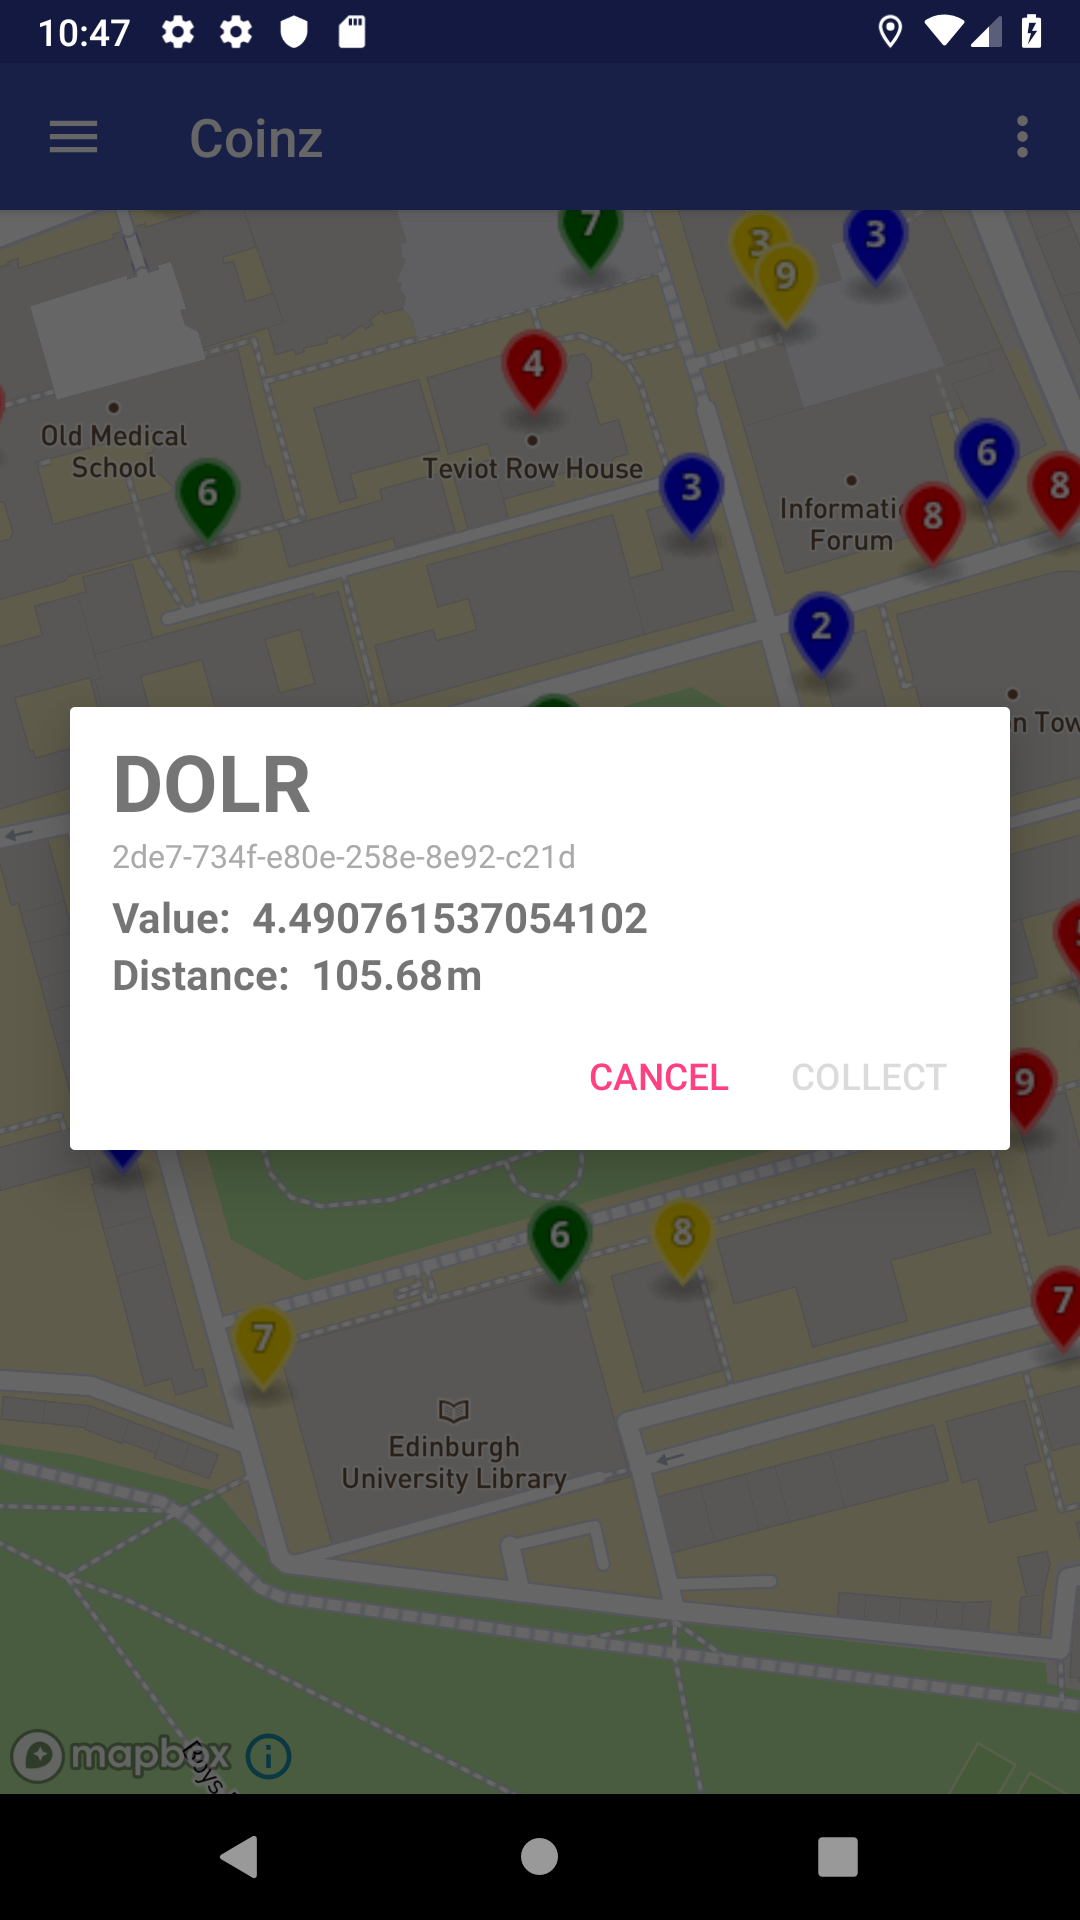 10:47
Coinz
7
3
3
9
4
Old Medical
School
Teviot Row House
6
3
6
8
Informatic
Forum
8
2
n Tow
DOLR
2de7-734f-e80e-258e-8e92-c21d
Value: 4.490761537054102
Distance: 105.68m
CANCEL
COLLECT
9
6
8
7
7
Edinburgh
University Library
mapbox